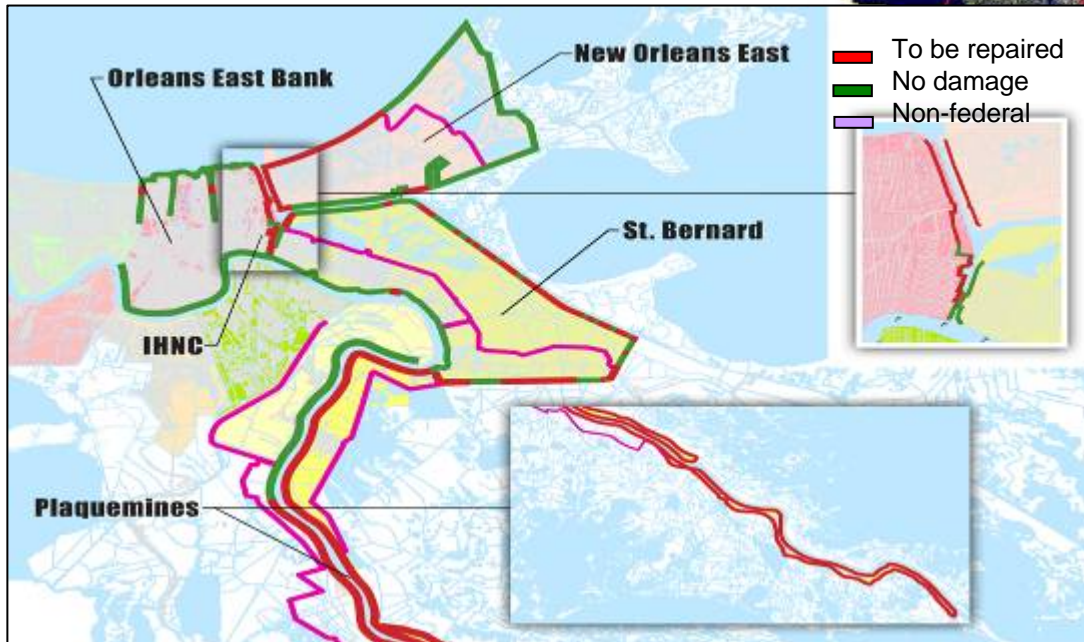 New Orleans East
Orleans East Bank
To be repaired
No damage
Non-federal
St. Bernard
IHNC
Plaquemines